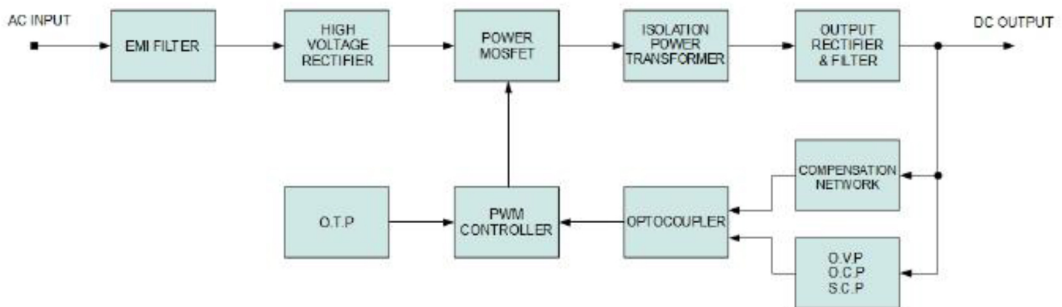 AC INPUT
EMI FILTER
HIGH
VOLTAGE
RECTIFIER
POWER
MOSFET
ISOLATION
POWER
TRANSFORMER
OUTPUT
RECTIFIER
& FILTER
DC OUTPUT
COMPENSATION
NETWORK
O.T.P
PWM
CONTROLLER
OPTOCOUPLER
O.V.P
O.C.P
S.C.P